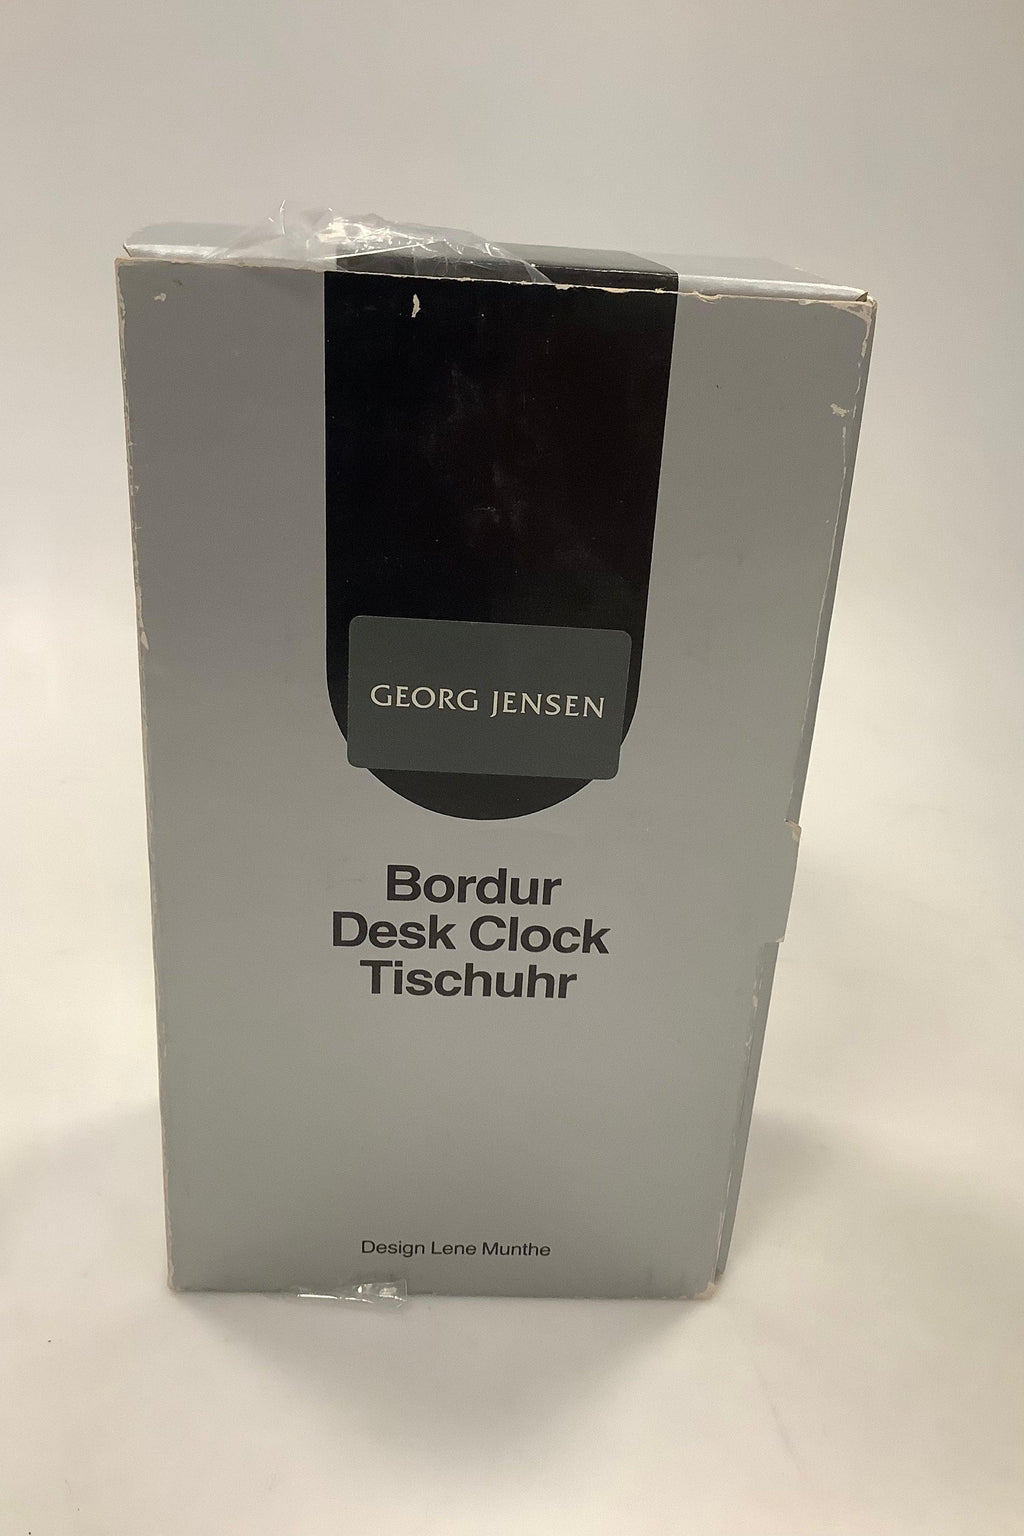 GEORG JENSEN
Bordur
Desk Clock
Tischuhr
Design Lene Munthe